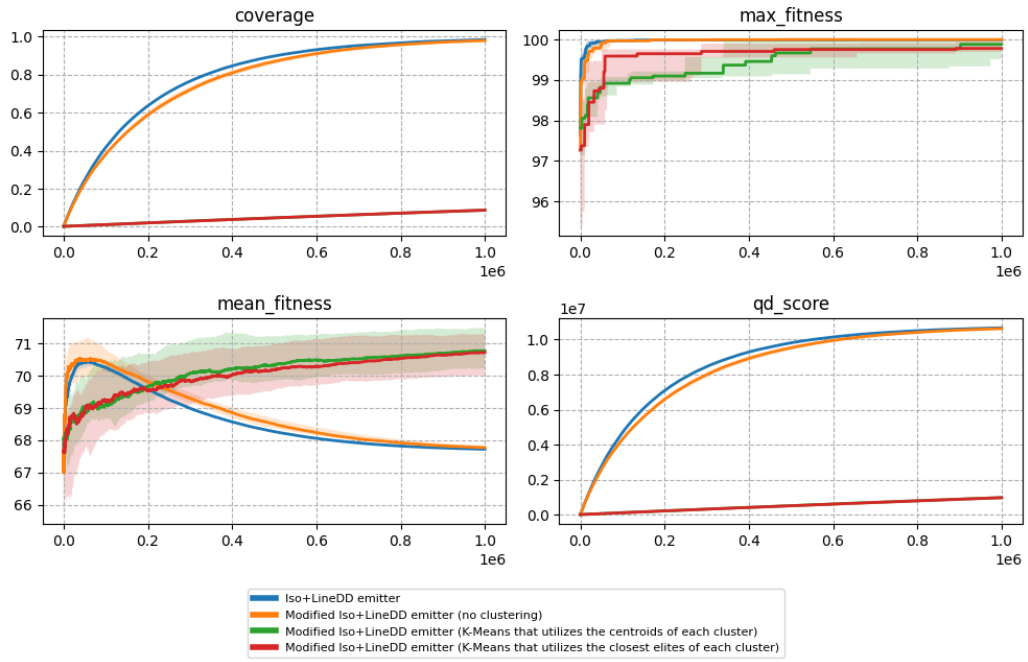 coverage
1.0
0.8
0.6
0.4
0.2
0.0
0.0 0.2 0.4 0.6 0.8 1.0
1e6
max_fitness
100
99
98
97
96
0.0 0.2 0.4 0.6 0.8 1.0
1e6
mean_fitness
71
70
69
68
67
66
0.0 0.2 0.4 0.6 0.8 1.0
1e6
qd_score
1e7
1.0
0.8
0.6
0.4
0.2
0.0
0.0 0.2 0.4 0.6 0.8 1.0
1e6
Iso+LineDD emitter
Modified Iso+LineDD emitter (no clustering)
Modified Iso+LineDD emitter (K-Means that utilizes the centroids of each cluster)
Modified Iso+LineDD emitter (K-Means that utilizes the closest elites of each cluster)